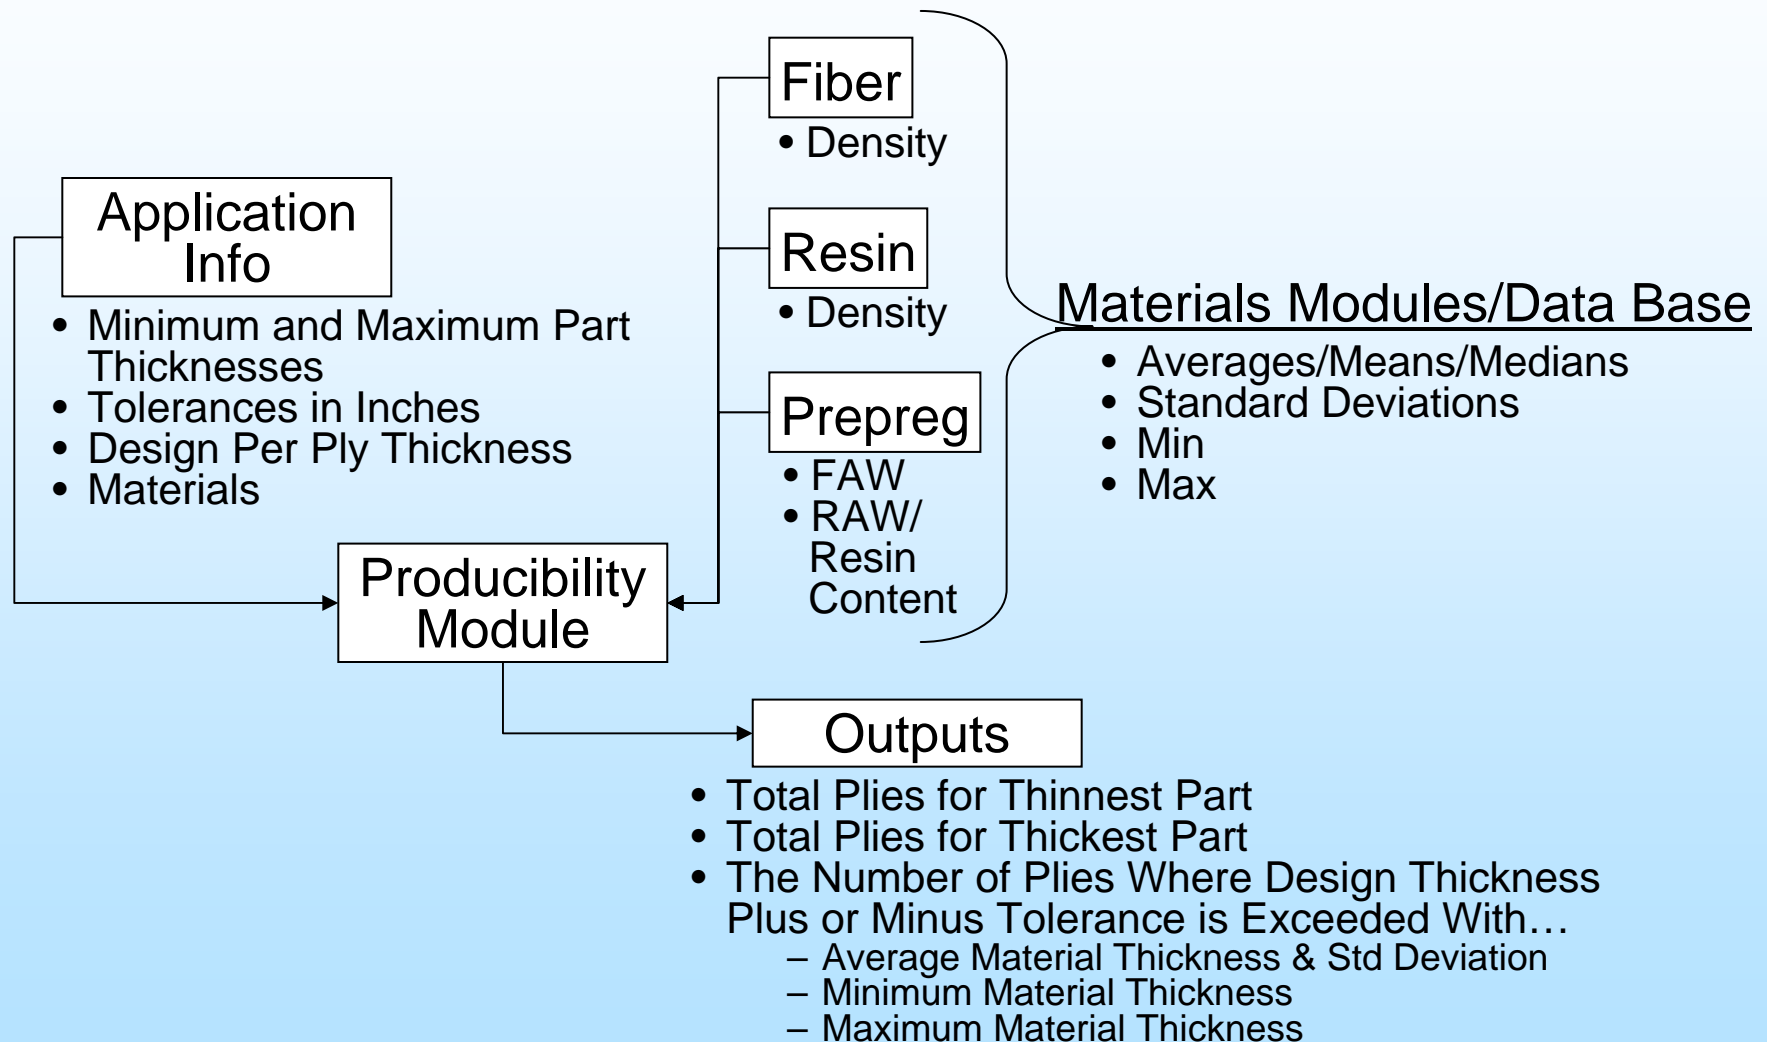 Fiber
• Density
Application
Info
• Minimum and Maximum Part
Thicknesses
• Tolerances in Inches
• Design Per Ply Thickness
• Materials
Resin
• Density
Prepreg
• FAW
• RAW/
Resin
Content
Materials Modules/Data Base
• Averages/Means/Medians
• Standard Deviations
• Min
• Max
Producibility
Module
Outputs
• Total Plies for Thinnest Part
• Total Plies for Thickest Part
• The Number of Plies Where Design Thickness
Plus or Minus Tolerance is Exceeded With…
– Average Material Thickness & Std Deviation
– Minimum Material Thickness
– Maximum Material Thickness